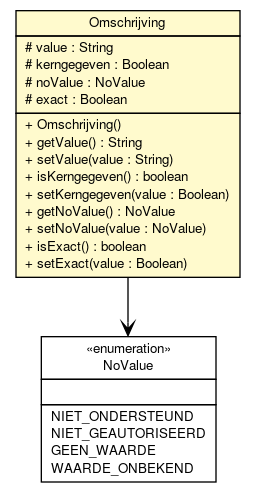 Omschrijving
# value : String
# kerngegeven : Boolean
# noValue : NoValue
# exact : Boolean
+ Omschrijving()
+ getValue() : String
+ setValue(value : String)
+ isKerngegeven() : boolean
+ setKerngegeven(value : Boolean)
+ getNoValue() : NoValue
+ setNoValue(value : NoValue)
+ isExact() : boolean
+ setExact(value : Boolean)
«enumeration»
NoValue
NIET_ONDERSTEUND
NIET_GEAUTORISEERD
GEEN_WAARDE
WAARDE_ONBEKEND